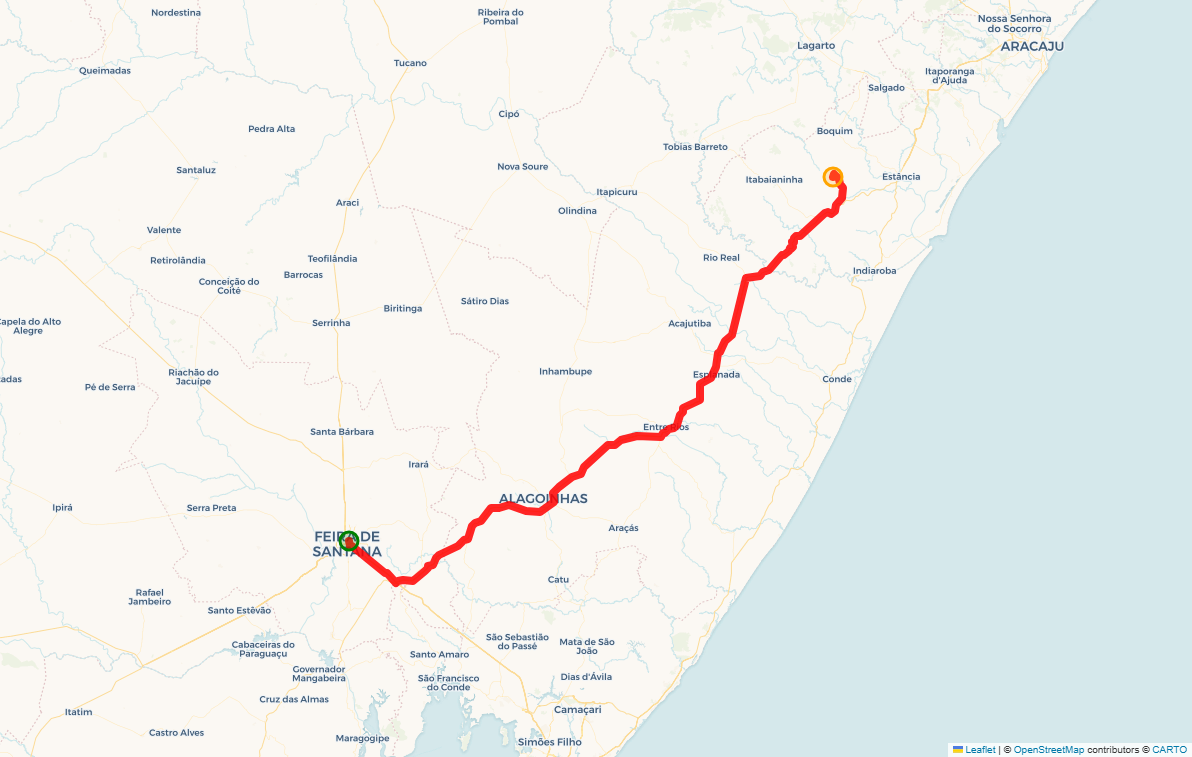 Nordestina
Ribeira do
Pombal
Nossa Senhora
do Socorro
ARACAJU
Lagarto
Tucano
Queimadas
Itaporanga
d'Ajuda
Salgado
Cipó
Pedra Alta
Boquim
Tobias Barreto
Nova Soure
Santaluz
Itabaianinha
Estância
Itapicuru
Araci
Olindina
Valente
Rio Real
Teofilândia
Retirolândia
Barrocas
Indiaroba
Conceição do
Coité
Sátiro Dias
Biritinga
Capela do Alto
Alegre
Serrinha
Acajutiba
Inhambupe
Esplanada
Riachão do
Jacuípe
adas
Pé de Serra
Conde
Entre Rios
Santa Bárbara
Irará
ALAGOINHAS
Ipirá
Serra Preta
Araçás
FEIRA DE
SANTANA
Catu
Rafael
Jambeiro
Santo Estêvão
São Sebastião
do Passé
Mata de São
João
Cabaceiras do
Paraguaçu
Santo Amaro
Governador
Mangabeira
São Francisco
do Conde
Dias d'Ávila
Cruz das Almas
Camaçari
Itatim
Castro Alves
Maragogipe
Simões Filho
Leaflet | © OpenStreetMap contributors © CARTO